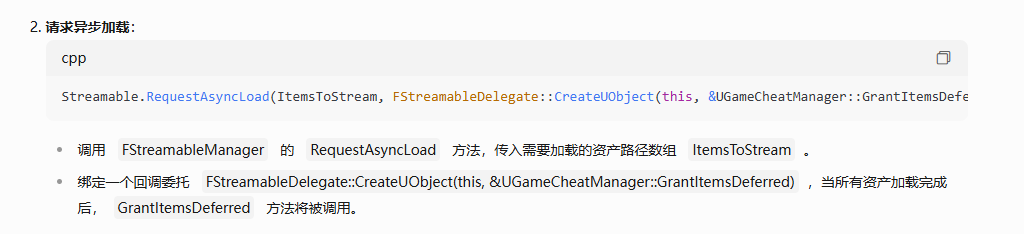 2. 请求异步加载：
cpp
Streamable.RequestAsyncLoad(ItemsToStream, FStreamableDelegate::CreateUObject(this, &UGameCheatManager::GrantItemsDefe
调用 FStreamableManager 的 RequestAsyncLoad 方法，传入需要加载的资产路径数组 ItemsToStream 。
绑定一个回调委托 FStreamableDelegate::CreateUObject(this, &UGameCheatManager::GrantItemsDeferred) ，当所有资产加载完成
后， GrantItemsDeferred 方法将被调用。